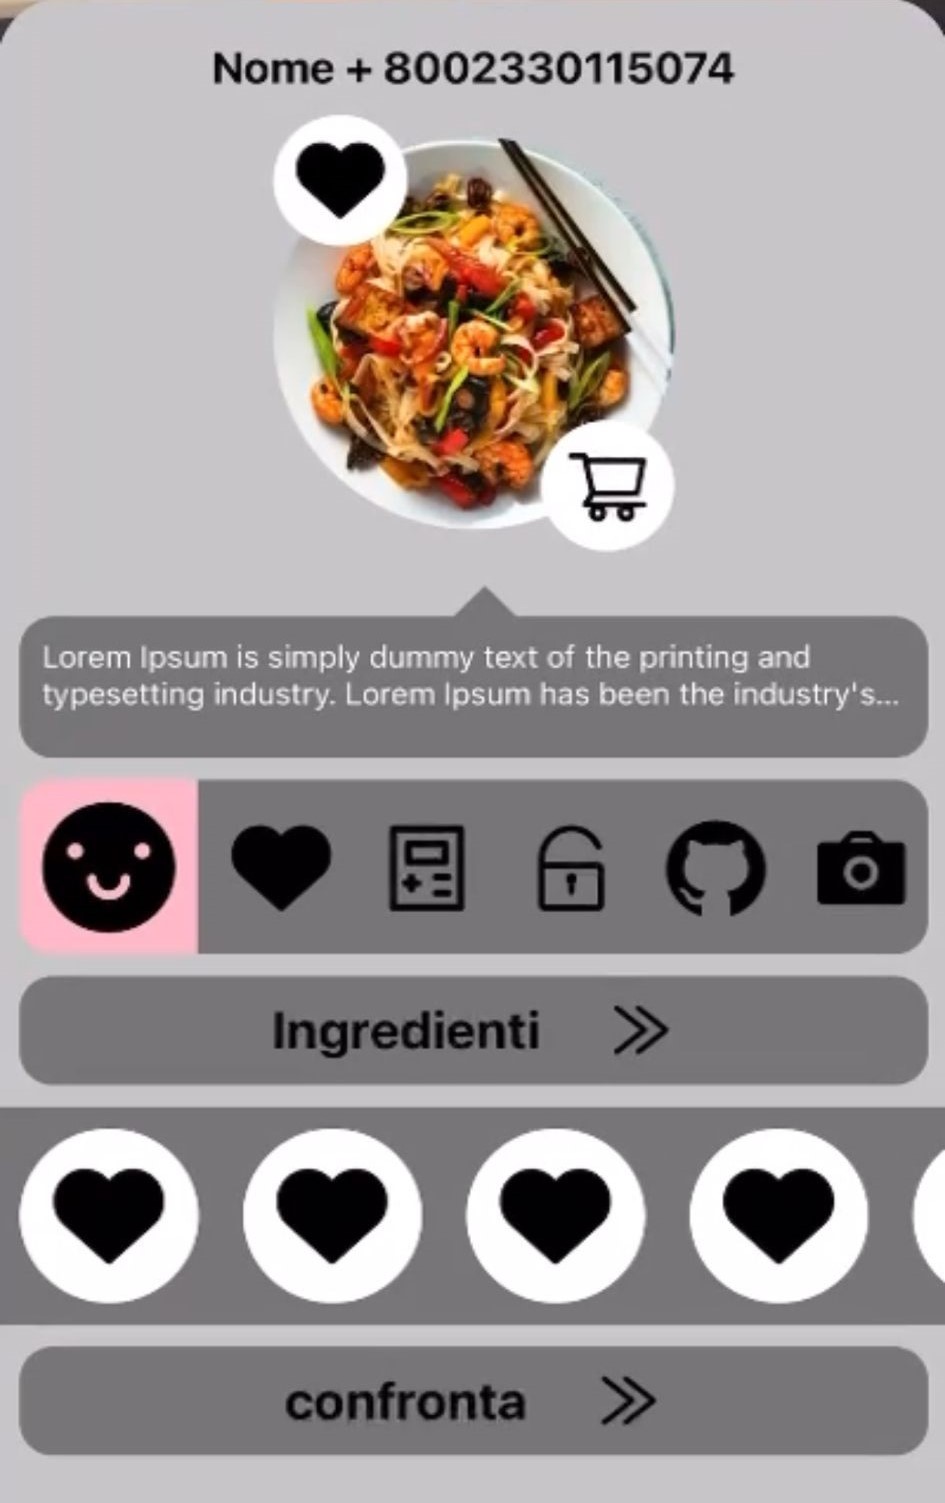 Nome + 8002330115074
Lorem Ipsum is simply dummy text of the printing and
typesetting industry. Lorem Ipsum has been the industry's...
Ingredienti
confronta